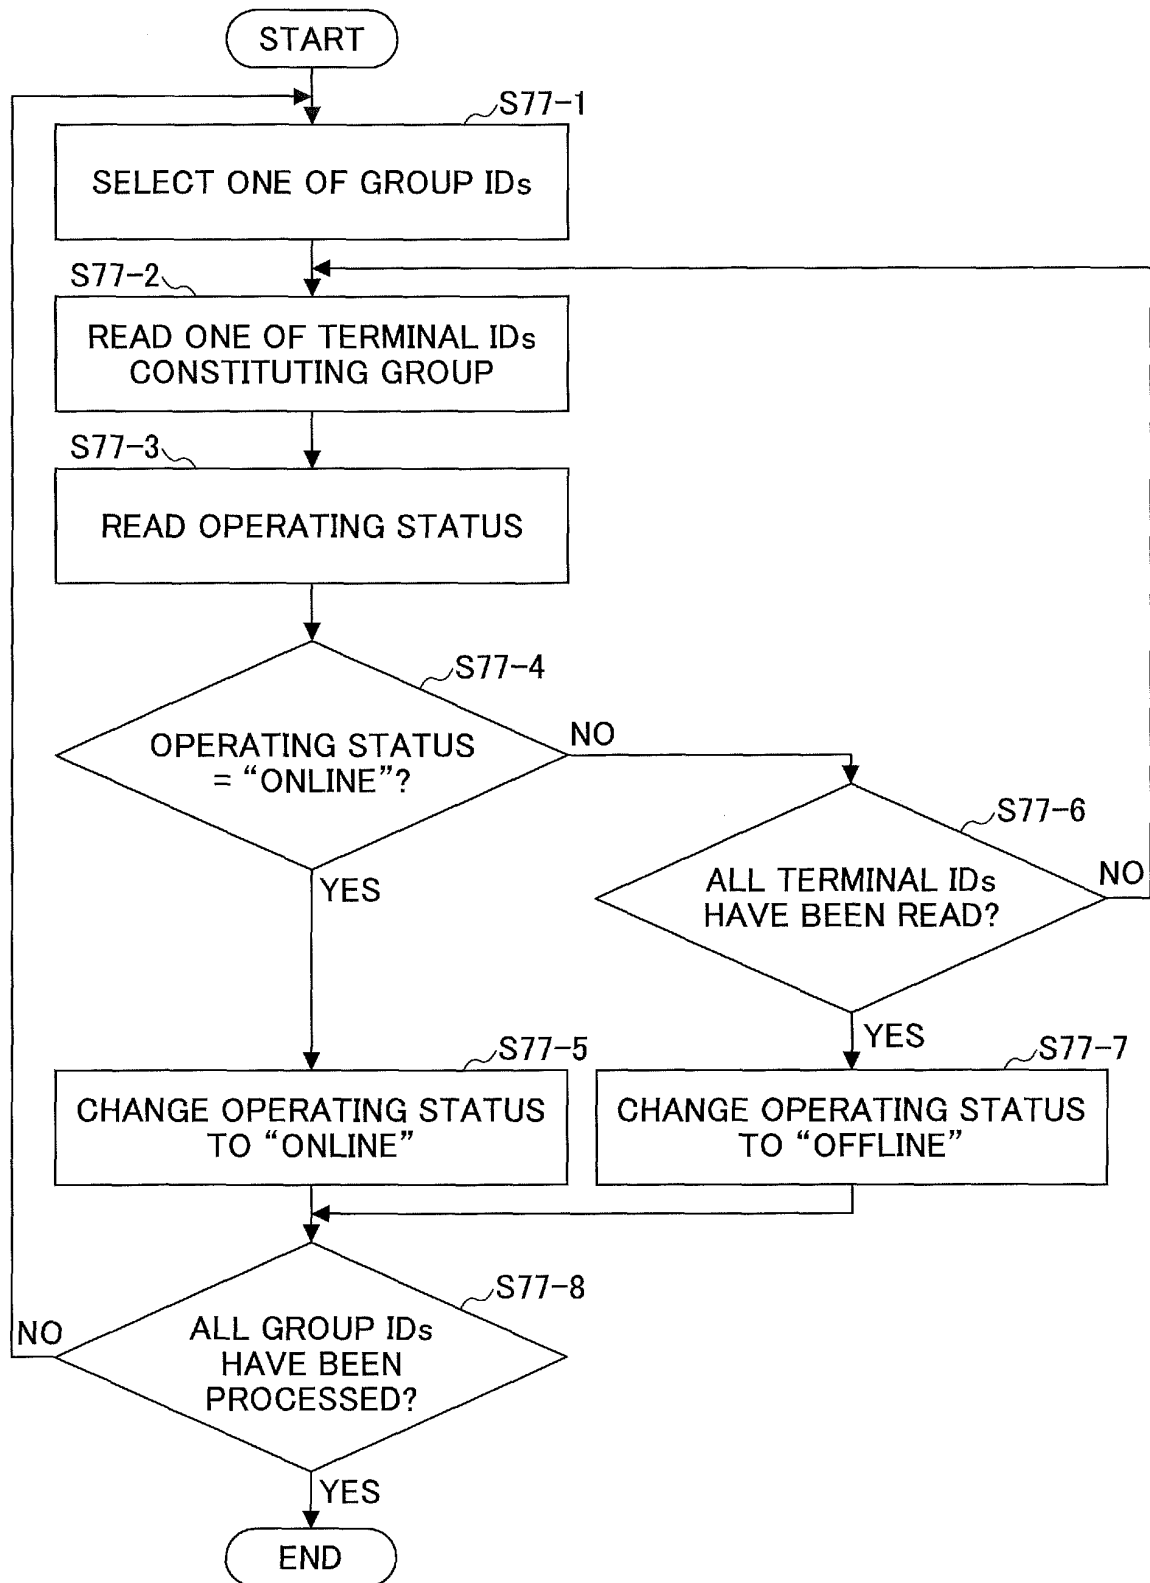 START
S77-1
SELECT ONE OF GROUP IDs
S77-2
READ ONE OF TERMINAL IDs
CONSTITUTING GROUP
S77-3
READ OPERATING STATUS
S77-4
OPERATING STATUS
= “ONLINE”?
NO
YES
S77-6
ALL TERMINAL IDs
HAVE BEEN READ?
NO
YES
S77-5
CHANGE OPERATING STATUS
TO “ONLINE”
S77-7
CHANGE OPERATING STATUS
TO “OFFLINE”
S77-8
ALL GROUP IDs
HAVE BEEN
PROCESSED?
NO
YES
END